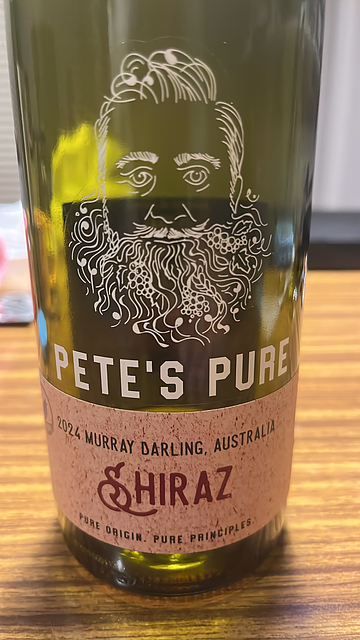 PETE'S PURE
2024 MURRAY DARLING, AUSTRALIA
SHIRAZ
PURE ORIGIN. PURE PRINCIPLES.